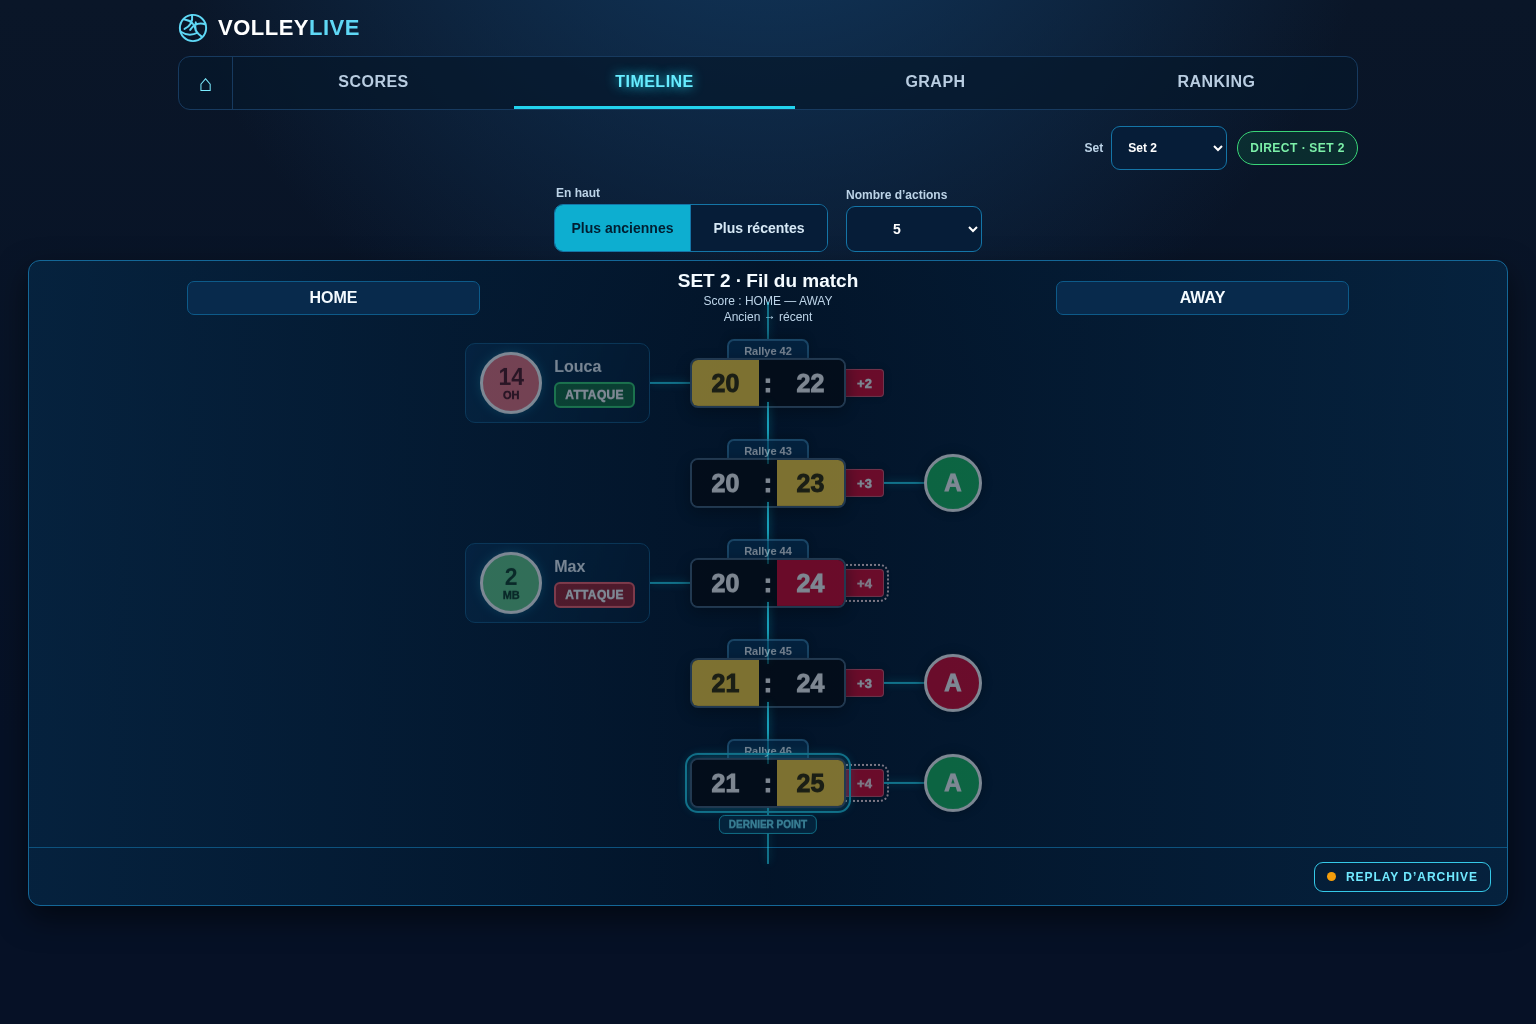 VOLLEYLIVE
SCORES TIMELINE GRAPH RANKING
Set Set 2 DIRECT · SET 2
En haut Nombre d’actions
Plus anciennes Plus récentes 5
SET 2 · Fil du match
HOME AWAY
Score : HOME — AWAY
Ancien → récent
Rallye 42
14 OH Louca ATTAQUE 20 : 22 +2
Rallye 43
20 : 23 +3 A
Rallye 44
2 MB Max ATTAQUE 20 : 24 +4
Rallye 45
21 : 24 +3 A
Rallye 46
21 : 25 +4 A
DERNIER POINT
REPLAY D’ARCHIVE